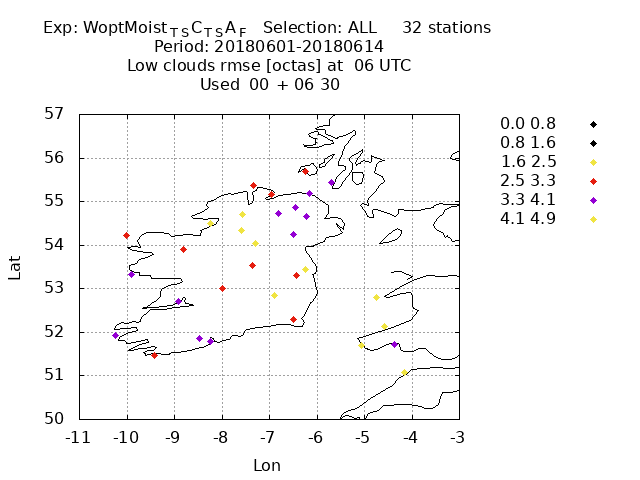 Exp: WoptMoist T S C T S A F Selection: ALL 32 stations
Period: 20180601-20180614
Low clouds rmse [octas] at 06 UTC
Used 00 + 06 30
57
56
55
54
53
52
51
50
-11 -10 -9 -8 -7 -6 -5 -4 -3
Lat
Lon
0.0 0.8
0.8 1.6
1.6 2.5
2.5 3.3
3.3 4.1
4.1 4.9